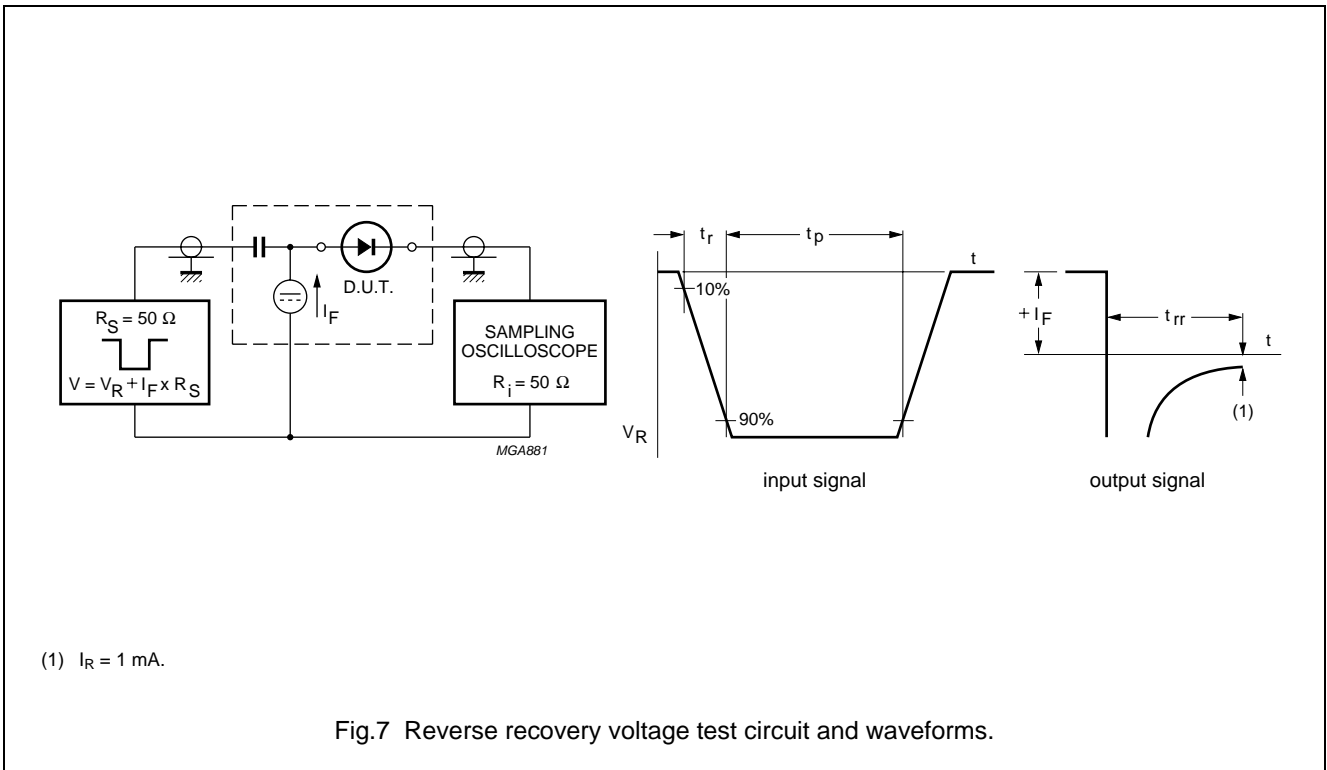 R_S = 50 Ω
V = V_R + I_F x R_S
I_F
D.U.T.
SAMPLING
OSCILLOSCOPE
R_i = 50 Ω
MGA881
t_r
t_p
t
10%
90%
V_R
input signal
+ I_F
t_rr
t
(1)
output signal
(1) I_R = 1 mA.
Fig.7 Reverse recovery voltage test circuit and waveforms.